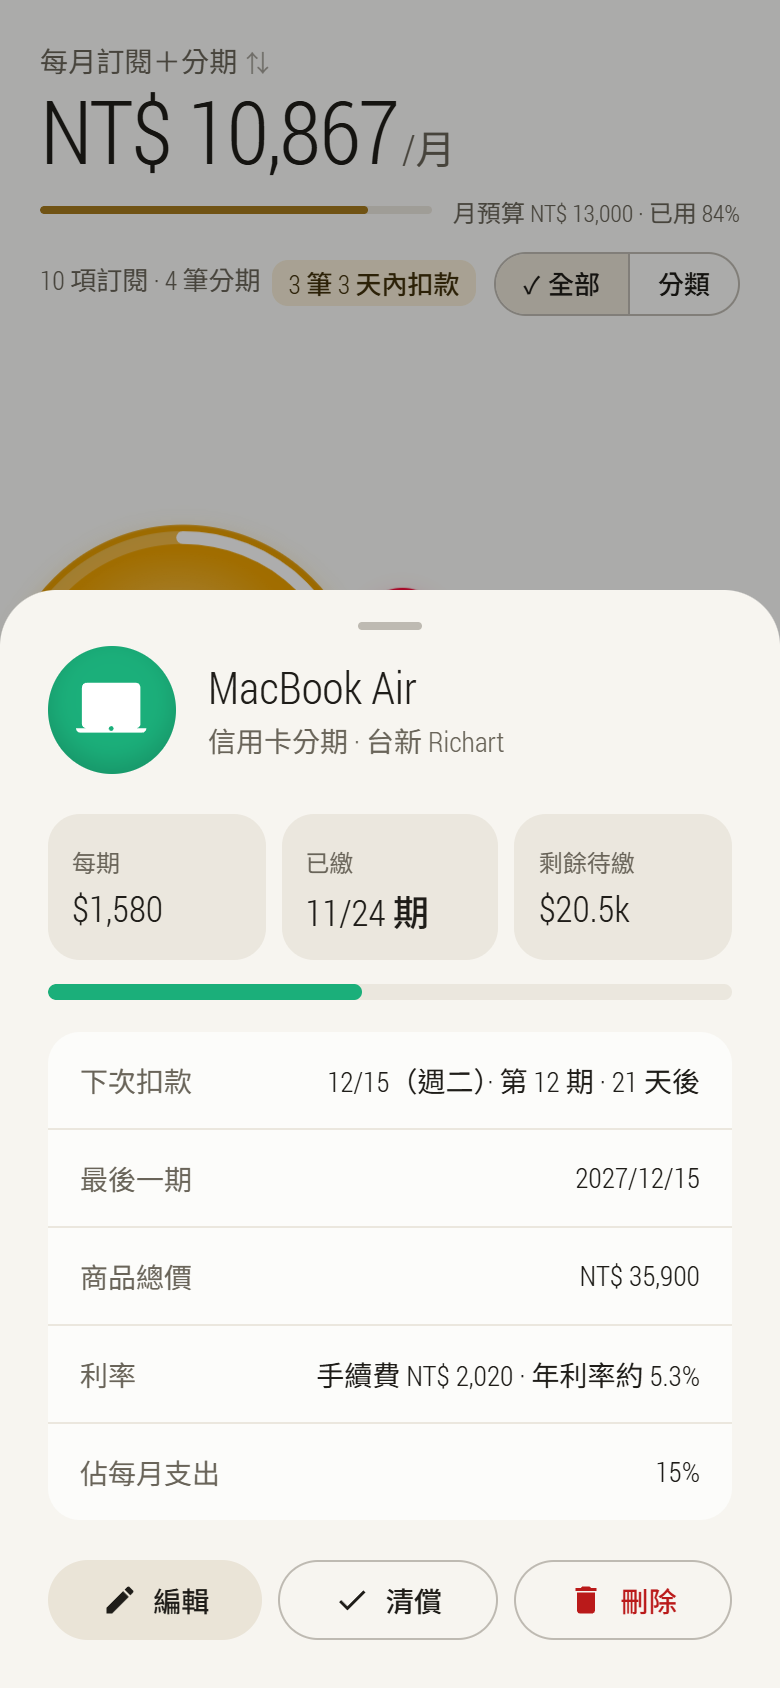 每月訂閱＋分期 ⇅
NT$ 10,867/月
月預算 NT$ 13,000 · 已用 84%
10 項訂閱 · 4 筆分期 3 筆 3 天內扣款 ✓ 全部 分類
MacBook Air
信用卡分期 · 台新 Richart
每期 已繳 剩餘待繳
$1,580 11/24 期 $20.5k
下次扣款 12/15（週二）· 第 12 期 · 21 天後
最後一期 2027/12/15
商品總價 NT$ 35,900
利率 手續費 NT$ 2,020 · 年利率約 5.3%
佔每月支出 15%
編輯 清償 刪除